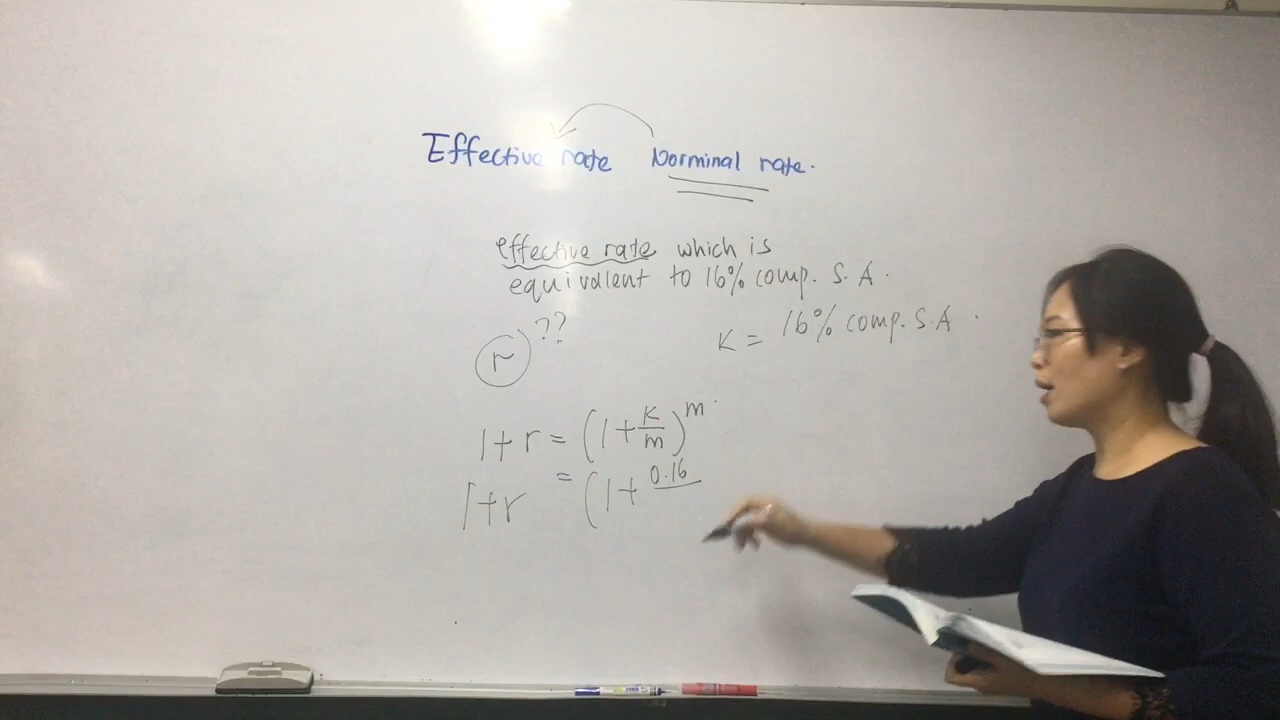 Effective rate Norminal rate.
effective rate which is
equivalent to 16% comp. S.A.
r ??
K = 16% comp. S.A.
1+r = (1+K/m)^m
1+r = (1+0.16